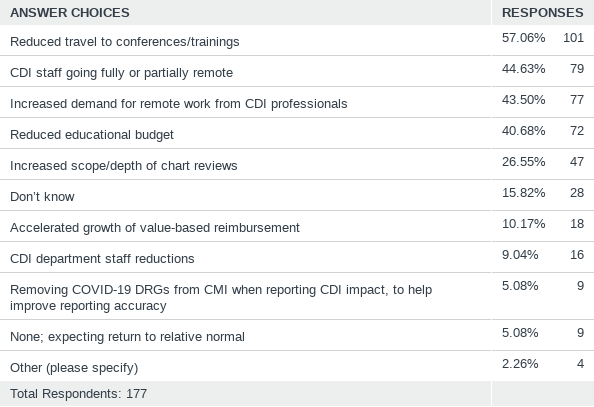 ANSWER CHOICES RESPONSES
Reduced travel to conferences/trainings 57.06% 101
CDI staff going fully or partially remote 44.63% 79
Increased demand for remote work from CDI professionals 43.50% 77
Reduced educational budget 40.68% 72
Increased scope/depth of chart reviews 26.55% 47
Don’t know 15.82% 28
Accelerated growth of value-based reimbursement 10.17% 18
CDI department staff reductions 9.04% 16
Removing COVID-19 DRGs from CMI when reporting CDI impact, to help 5.08% 9
improve reporting accuracy
None; expecting return to relative normal 5.08% 9
Other (please specify) 2.26% 4
Total Respondents: 177